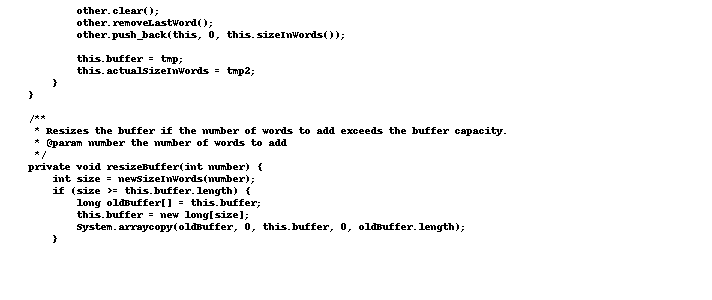 other.clear();
        other.removeLastWord();
        other.push_back(this, 0, this.sizeInWords());

        this.buffer = tmp;
        this.actualSizeInWords = tmp2;
    }
}

/**
 * Resizes the buffer if the number of words to add exceeds the buffer capacity.
 * @param number the number of words to add
 */
private void resizeBuffer(int number) {
    int size = newSizeInWords(number);
    if (size >= this.buffer.length) {
        long oldBuffer[] = this.buffer;
        this.buffer = new long[size];
        System.arraycopy(oldBuffer, 0, this.buffer, 0, oldBuffer.length);
    }